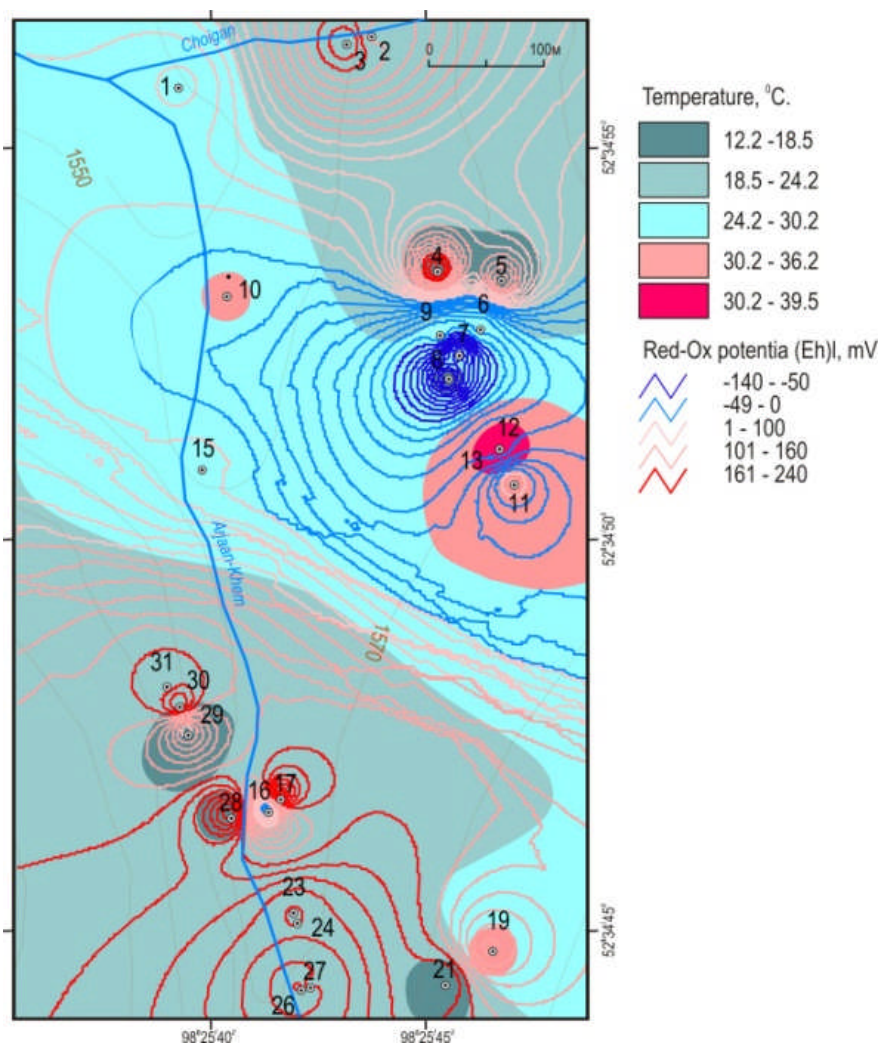 Choigan
3
2
0
100м
1
1550
4
5
10
9
6
7
8
12
13
11
15
Arjaan-Khem
1570
31
30
29
16
17
28
23
24
19
27
26
21
98°25'40"
98°25'45"
52°34'55"
52°34'50"
52°34'45"
Temperature, °C.
12.2 -18.5
18.5 - 24.2
24.2 - 30.2
30.2 - 36.2
30.2 - 39.5
Red-Ox potentia (Eh)l, mV
-140 - -50
-49 - 0
1 - 100
101 - 160
161 - 240